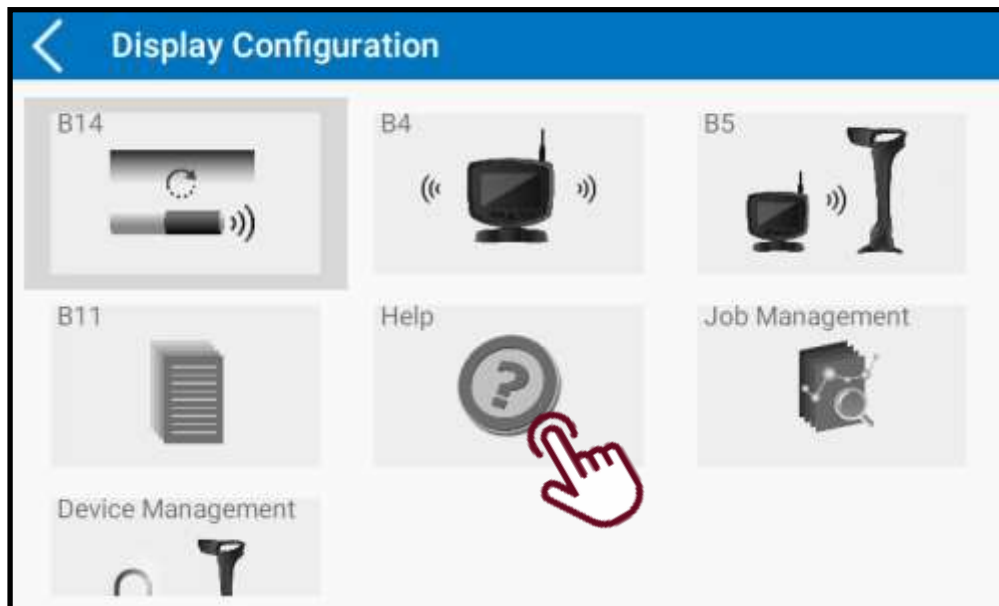 Display Configuration
B14
B4
B5
B11
Help
Job Management
?
Device Management